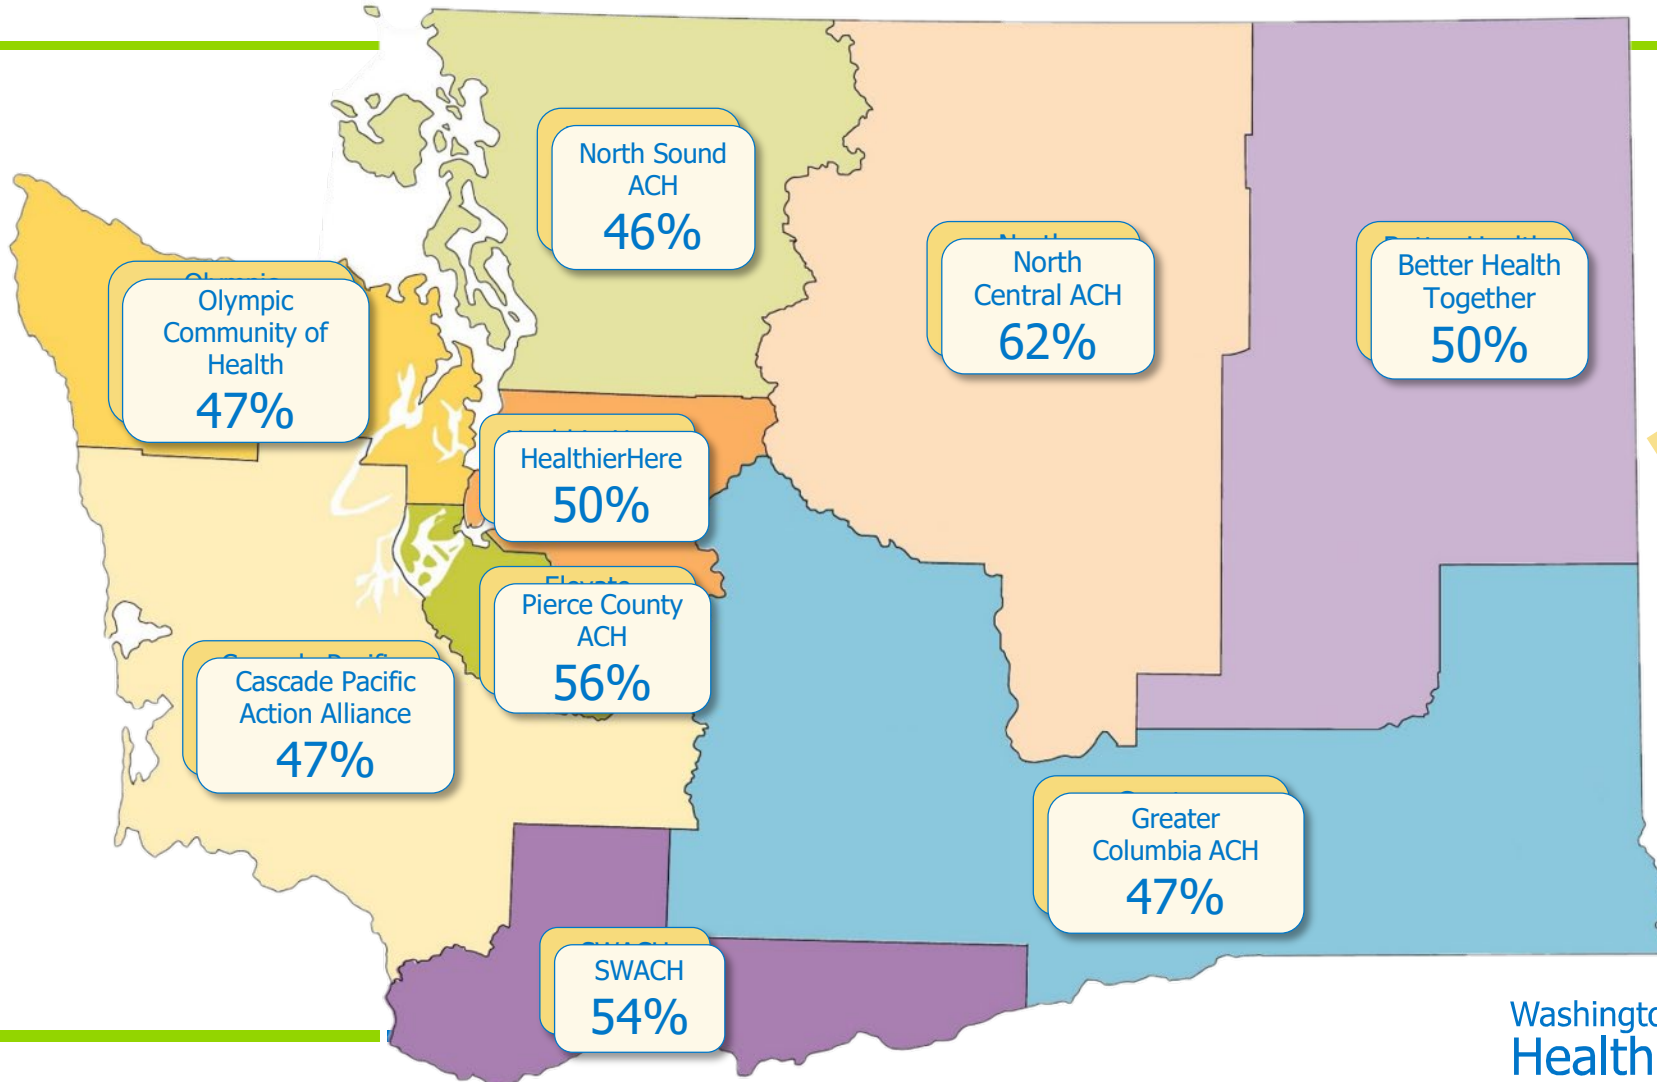 North Sound
ACH
46%
North
Central ACH
62%
Better Health
Together
50%
Olympic
Community of
Health
47%
HealthierHere
50%
Pierce County
ACH
56%
Cascade Pacific
Action Alliance
47%
Greater
Columbia ACH
47%
SWACH
54%
Health